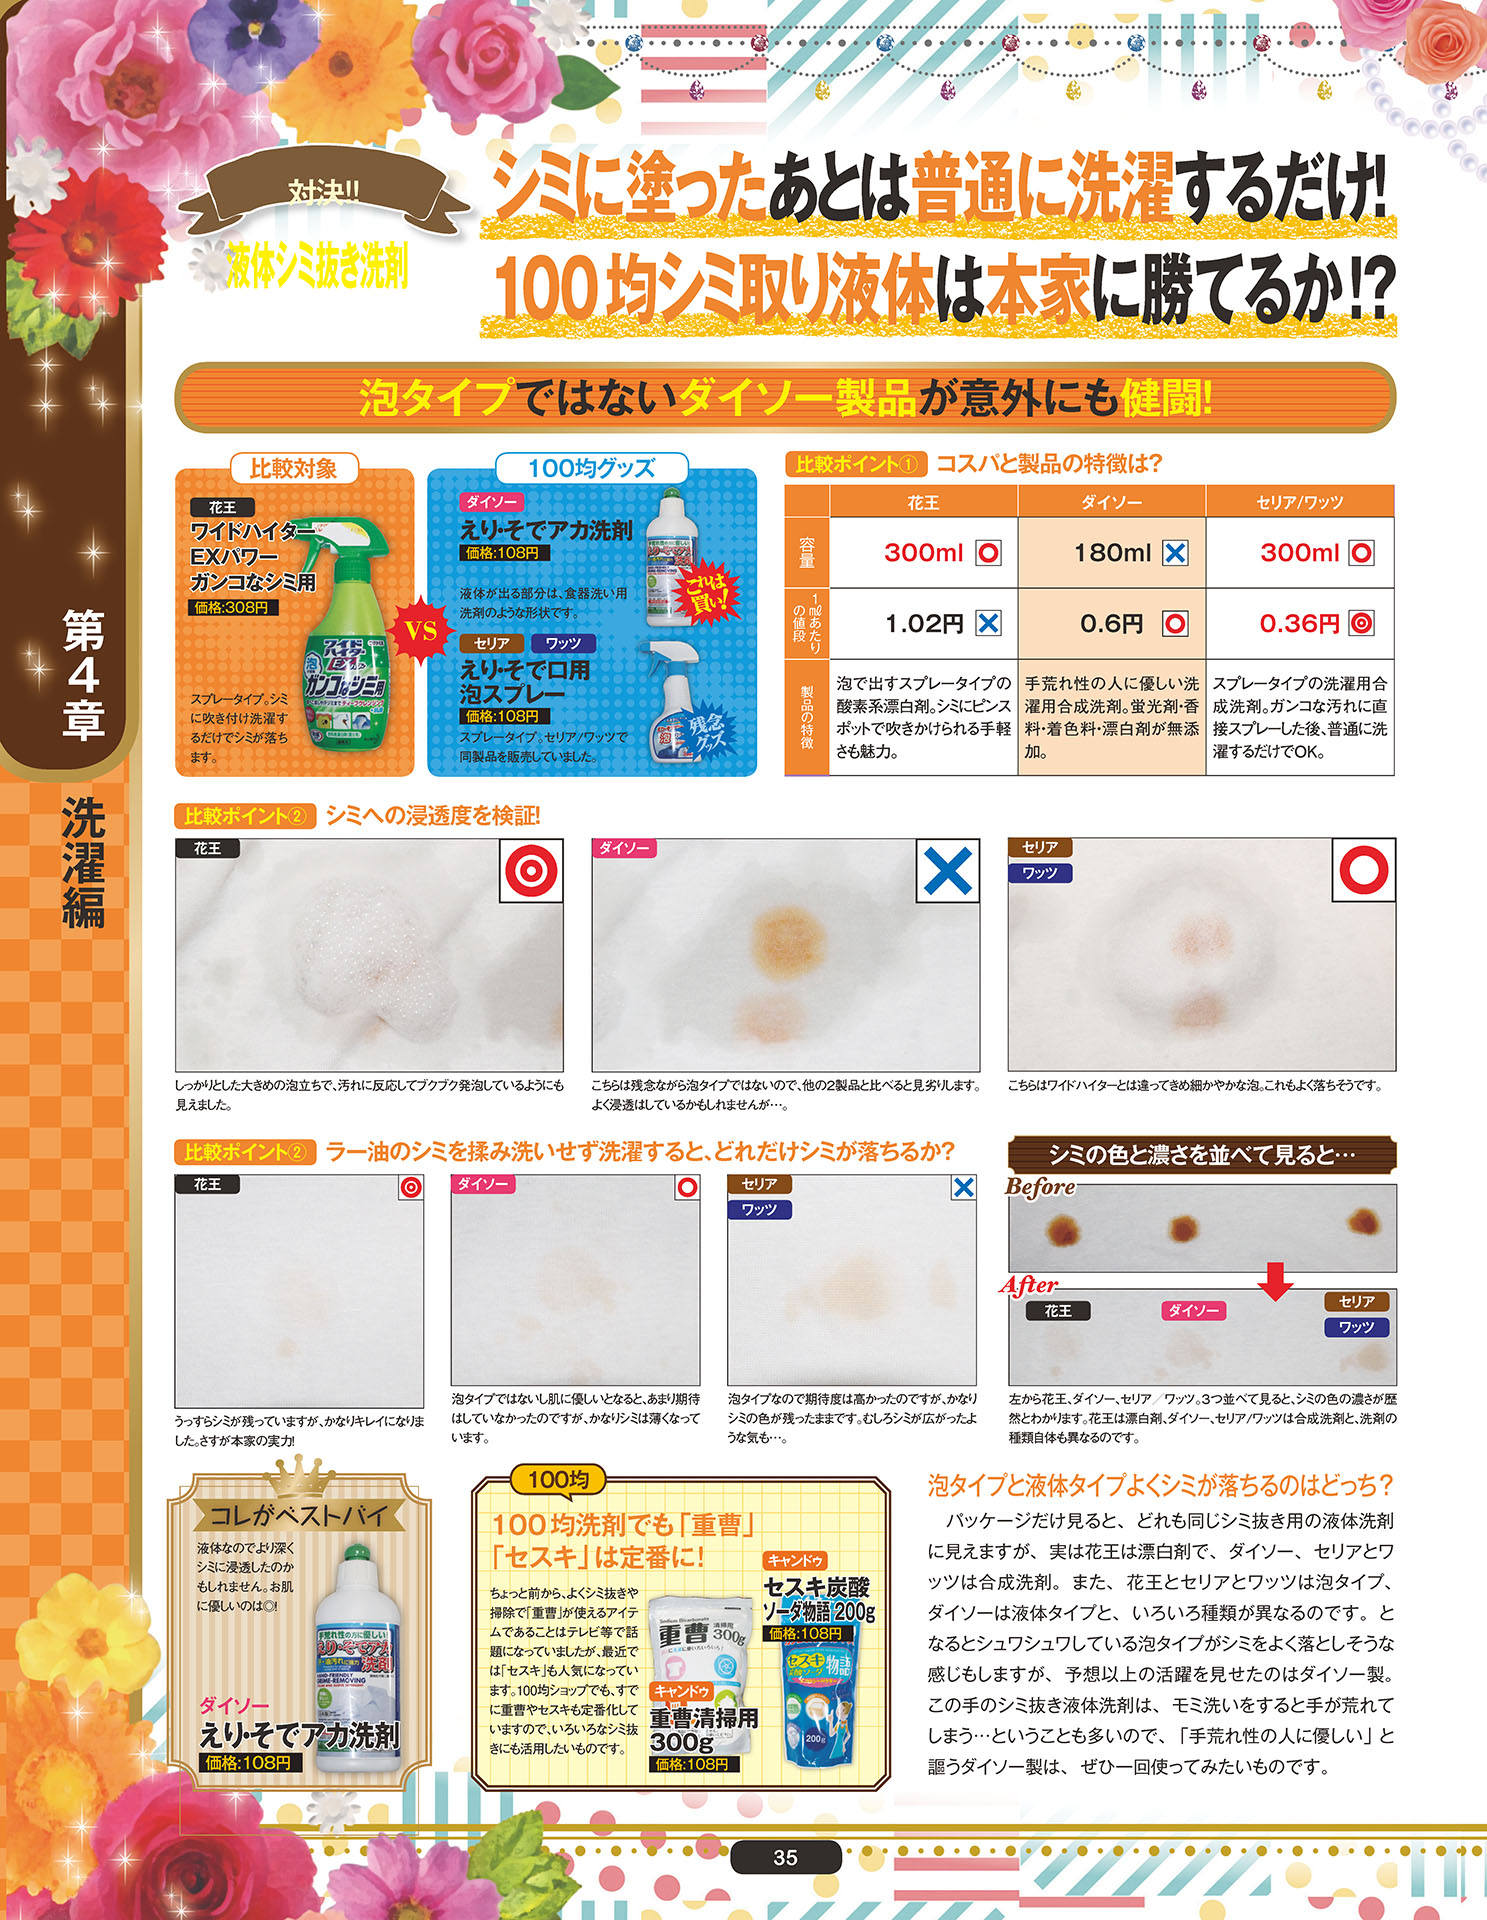 対決!!
液体シミ抜き洗剤
シミに塗ったあとは普通に洗濯するだけ!
100均シミ取り液体は本家に勝てるか!?
泡タイプではないダイソー製品が意外にも健闘!
第4章
洗濯編
比較対象
花王
ワイドハイター
EXパワー
ガンコなシミ用
価格:308円
スプレータイプ。シミ
に吹き付け洗濯す
るだけでシミが落ち
ます。
VS
100均グッズ
ダイソー
えり・そでアカ洗剤
価格:108円
液体が出る部分は、食器洗い用
洗剤のような形状です。
これは
買い!
セリア ワッツ
えり・そで口用
泡スプレー
価格:108円
スプレータイプ。セリア/ワッツで
同製品を販売していました。
残念
グッズ
比較ポイント① コスパと製品の特徴は?
花王 ダイソー セリア/ワッツ
容量 300ml 180ml 300ml
1mlあたりの値段 1.02円 0.6円 0.36円
製品の特徴
泡で出すスプレータイプの
酸素系漂白剤。シミにピンス
ポットで吹きかけられる手軽
さも魅力。
手荒れ性の人に優しい洗
濯用合成洗剤。蛍光剤・香
料・着色料・漂白剤が無添
加。
スプレータイプの洗濯用合
成洗剤。ガンコな汚れに直
接スプレーした後、普通に洗
濯するだけでOK。
比較ポイント② シミへの浸透度を検証!
花王
しっかりとした大きめの泡立ちで、汚れに反応してブクブク発泡しているようにも
見えました。
ダイソー
こちらは残念ながら泡タイプではないので、他の2製品と比べると見劣りします。
よく浸透はしているかもしれませんが…。
セリア
ワッツ
こちらはワイドハイターとは違ってきめ細かやかな泡。これもよく落ちそうです。
比較ポイント② ラー油のシミを揉み洗いせず洗濯すると、どれだけシミが落ちるか?
花王
うっすらシミが残っていますが、かなりキレイになりま
した。さすが本家の実力!
ダイソー
泡タイプではないし肌に優しいとなると、あまり期待
はしていなかったのですが、かなりシミは薄くなって
います。
セリア
ワッツ
泡タイプなので期待度は高かったのですが、かなり
シミの色が残ったままです。むしろシミが広がったよ
うな気も…。
シミの色と濃さを並べて見ると…
Before
After
花王
ダイソー
セリア
ワッツ
左から花王、ダイソー、セリア/ワッツ。3つ並べて見ると、シミの色の濃さが歴
然とわかります。花王は漂白剤、ダイソー、セリア/ワッツは合成洗剤と、洗剤の
種類自体も異なるのです。
コレがベストバイ
液体なのでより深く
シミに浸透したのか
もしれません。お肌
に優しいのは◎!
ダイソー
えり・そでアカ洗剤
価格:108円
100均
100均洗剤でも「重曹」
「セスキ」は定番に!
ちょっと前から、よくシミ抜きや
掃除で「重曹」が使えるアイテ
ムであることはテレビ等で話
題になっていましたが、最近で
は「セスキ」も人気になってい
ます。100均ショップでも、すで
に重曹やセスキも定番化して
いますので、いろいろなシミ抜
きにも活用したいものです。
キャンドゥ
セスキ炭酸
ソーダ物語 200g
価格:108円
キャンドゥ
重曹清掃用
300g
価格:108円
泡タイプと液体タイプよくシミが落ちるのはどっち?
パッケージだけ見ると、どれも同じシミ抜き用の液体洗剤
に見えますが、実は花王は漂白剤で、ダイソー、セリアとワ
ッツは合成洗剤。また、花王とセリアとワッツは泡タイプ、
ダイソーは液体タイプと、いろいろ種類が異なるのです。と
なるとシュワシュワしている泡タイプがシミをよく落としそうな
感じもしますが、予想以上の活躍を見せたのはダイソー製。
この手のシミ抜き液体洗剤は、モミ洗いをすると手が荒れて
しまう…ということも多いので、「手荒れ性の人に優しい」と
謳うダイソー製は、ぜひ一回使ってみたいものです。
35